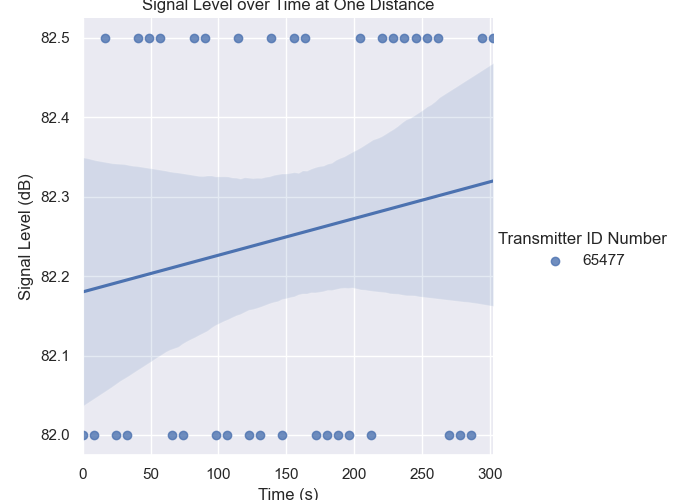 Signal Level over Time at One Distance
82.5
82.4
82.3
82.2
82.1
82.0
Signal Level (dB)
0 50 100 150 200 250 300
Time (s)
Transmitter ID Number
65477